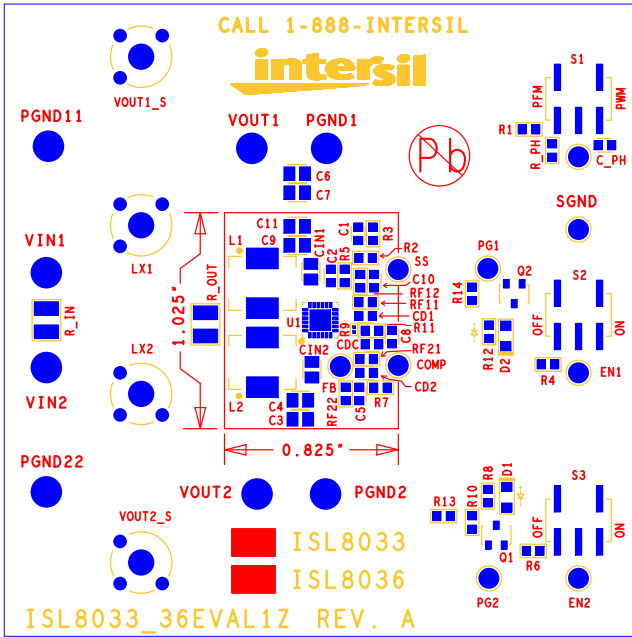 CALL 1-888-INTERSIL
intersil
VOUT1_S
PGND11
VOUT1
PGND1
Pb
S1
PFM
PWM
R1
R_PH
C_PH
C6
C7
SGND
VIN1
LX1
C11
C9
L1
CIN1
C1
R3
R2
R5
C2
SS
C10
RF12
RF11
CD1
R11
R9
CDC
C8
RF21
COMP
CD2
R7
FB
RF22
C5
U1
CIN2
L2
C4
C3
R_IN
R_OUT
1.025"
0.825"
LX2
VIN2
PG1
Q2
R14
R12
D2
S2
OFF
ON
R4
EN1
PGND22
VOUT2
PGND2
VOUT2_S
R13
R10
R8
D1
Q1
S3
OFF
ON
R6
PG2
EN2
ISL8033
ISL8036
ISL8033_36EVAL1Z REV. A